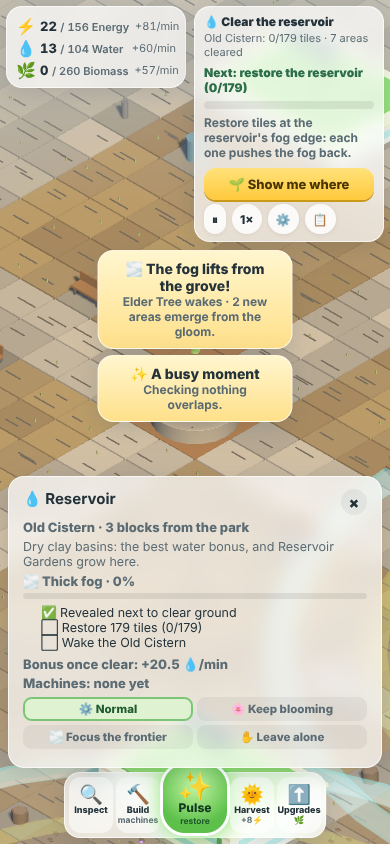 ⚡ 22 / 156 Energy +81/min
💧 13 / 104 Water +60/min
🌿 0 / 260 Biomass +57/min
💧 Clear the reservoir
Old Cistern: 0/179 tiles · 7 areas
cleared
Next: restore the reservoir
(0/179)
Restore tiles at the
reservoir's fog edge: each
one pushes the fog back.
🌱 Show me where
⏸ 1× ⚙️ 📋
🌫️ The fog lifts from
the grove!
Elder Tree wakes · 2 new
areas emerge from the
gloom.
✨ A busy moment
Checking nothing
overlaps.
💧 Reservoir
✖
Old Cistern · 3 blocks from the park
Dry clay basins: the best water bonus, and Reservoir
Gardens grow here.
🌫️ Thick fog · 0%
✅ Revealed next to clear ground
⬜ Restore 179 tiles (0/179)
⬜ Wake the Old Cistern
Bonus once clear: +20.5 💧/min
Machines: none yet
⚙️ Normal
🌸 Keep blooming
🌫️ Focus the frontier
✋ Leave alone
🔍 Inspect
🔨 Build
machines
✨ Pulse
restore
🌞 Harvest
+8⚡
⬆️ Upgrades
🌿